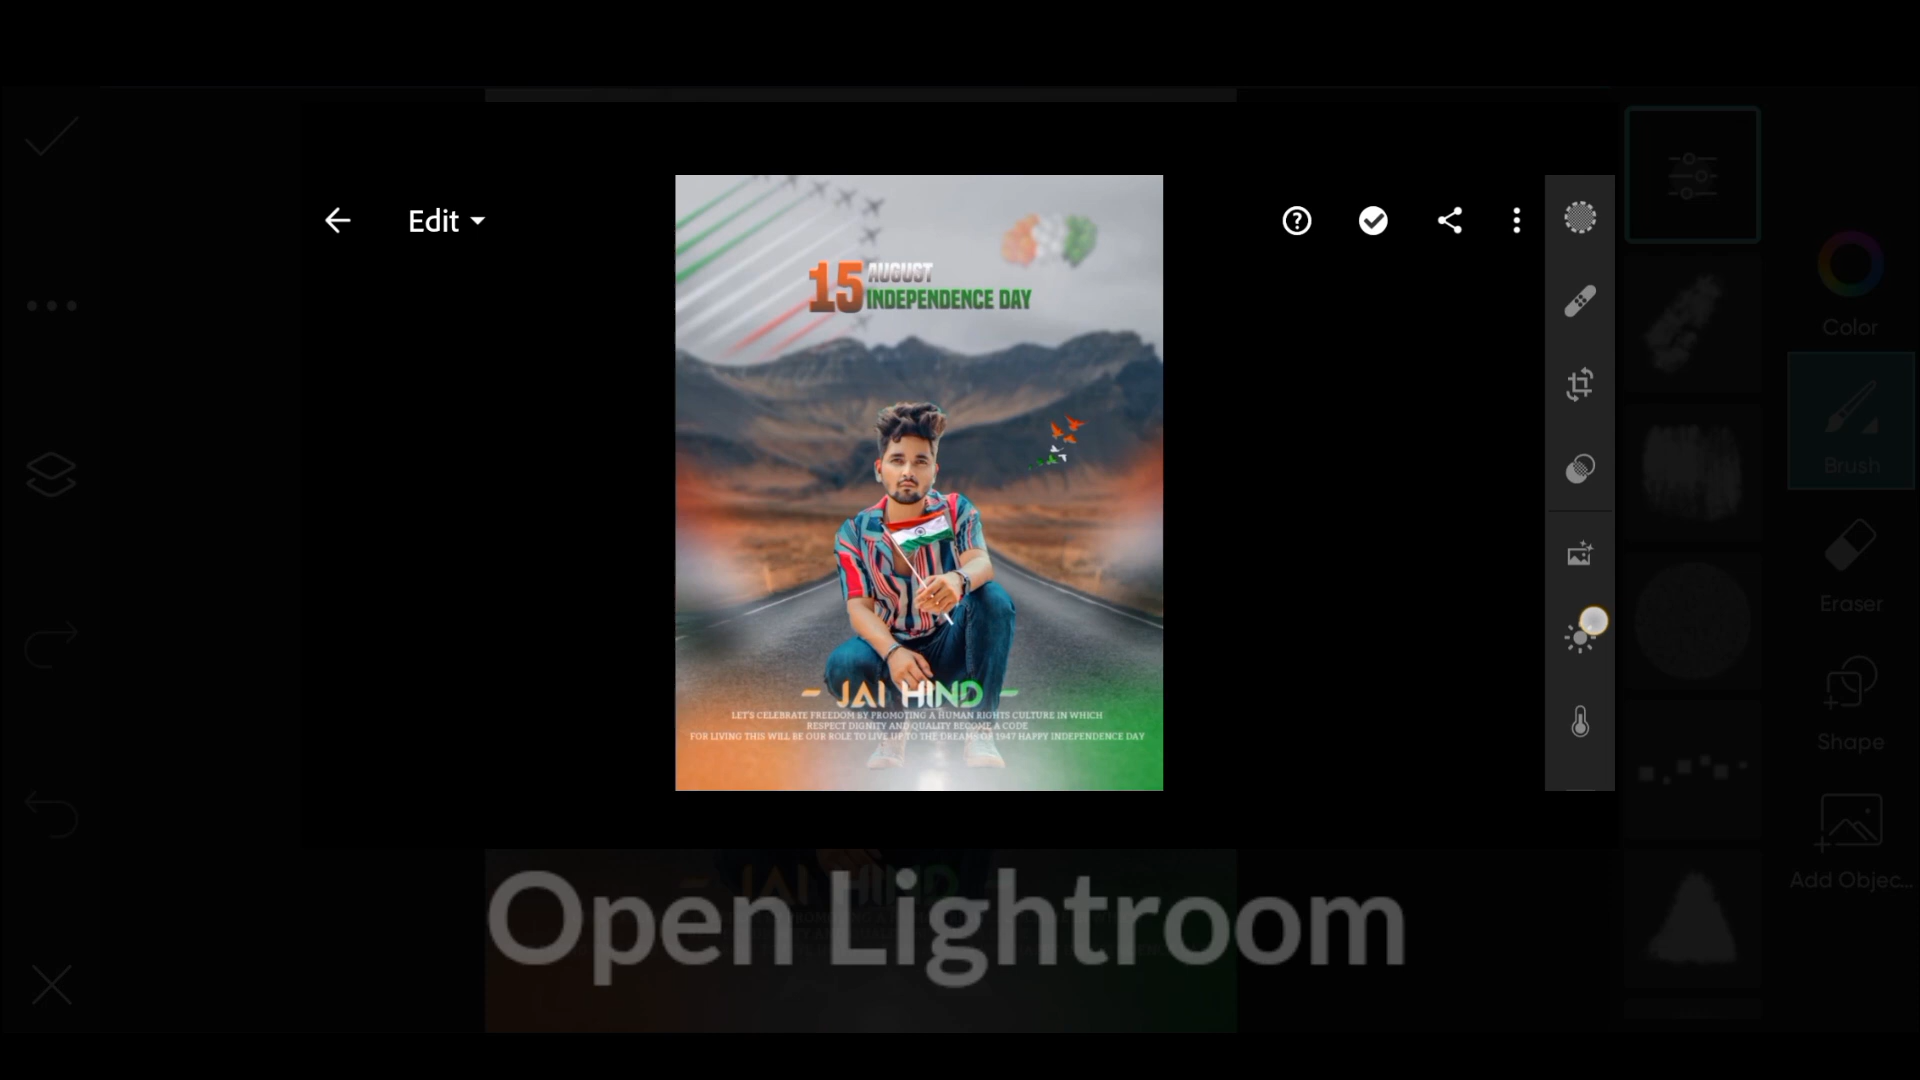 Edit
15 AUGUST
INDEPENDENCE DAY
- JAI HIND -
LET'S CELEBRATE FREEDOM BY PROMOTING A HUMAN RIGHTS CULTURE IN WHICH
RESPECT DIGNITY AND QUALITY BECOME A CODE
FOR LIVING THIS WILL BE OUR ROLE TO LIVE UP TO THE DREAMS OF 1947 HAPPY INDEPENDENCE DAY
Color
Brush
Eraser
Shape
Add Objec...
JAI HIND
Open Lightroom